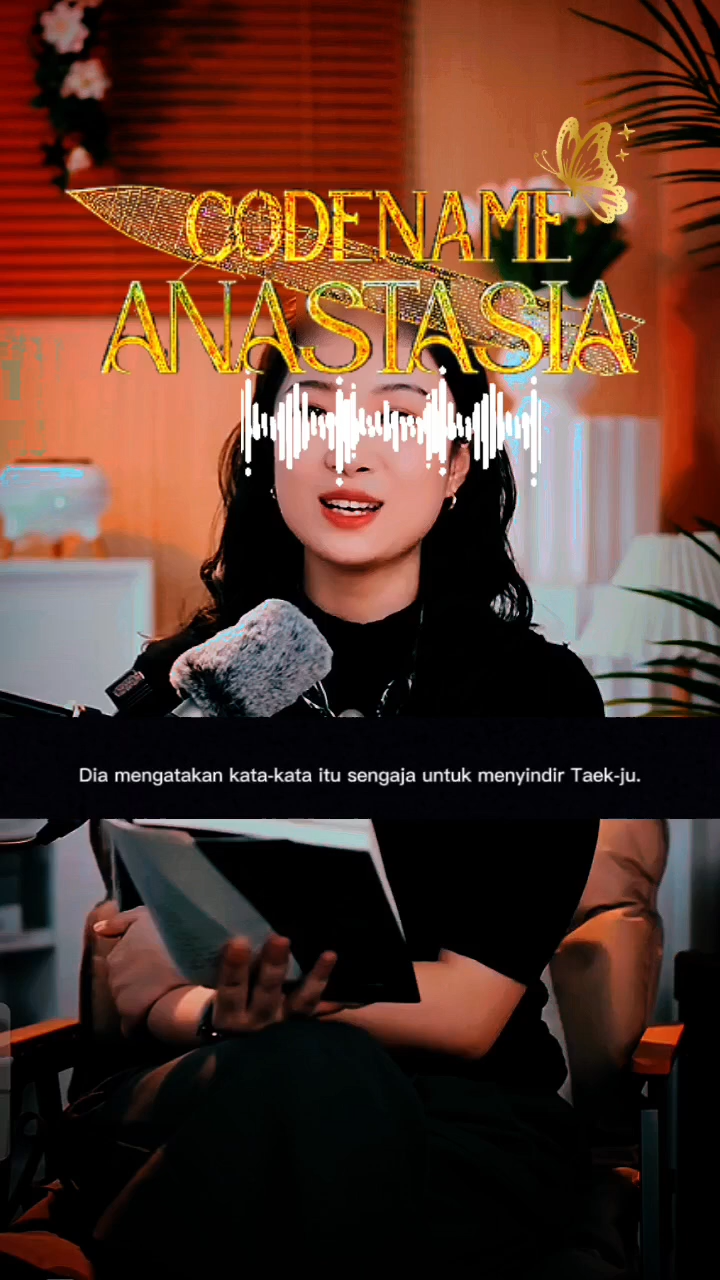 CODENAME
ANASTASIA
Dia mengatakan kata-kata itu sengaja untuk menyindir Taek-ju.